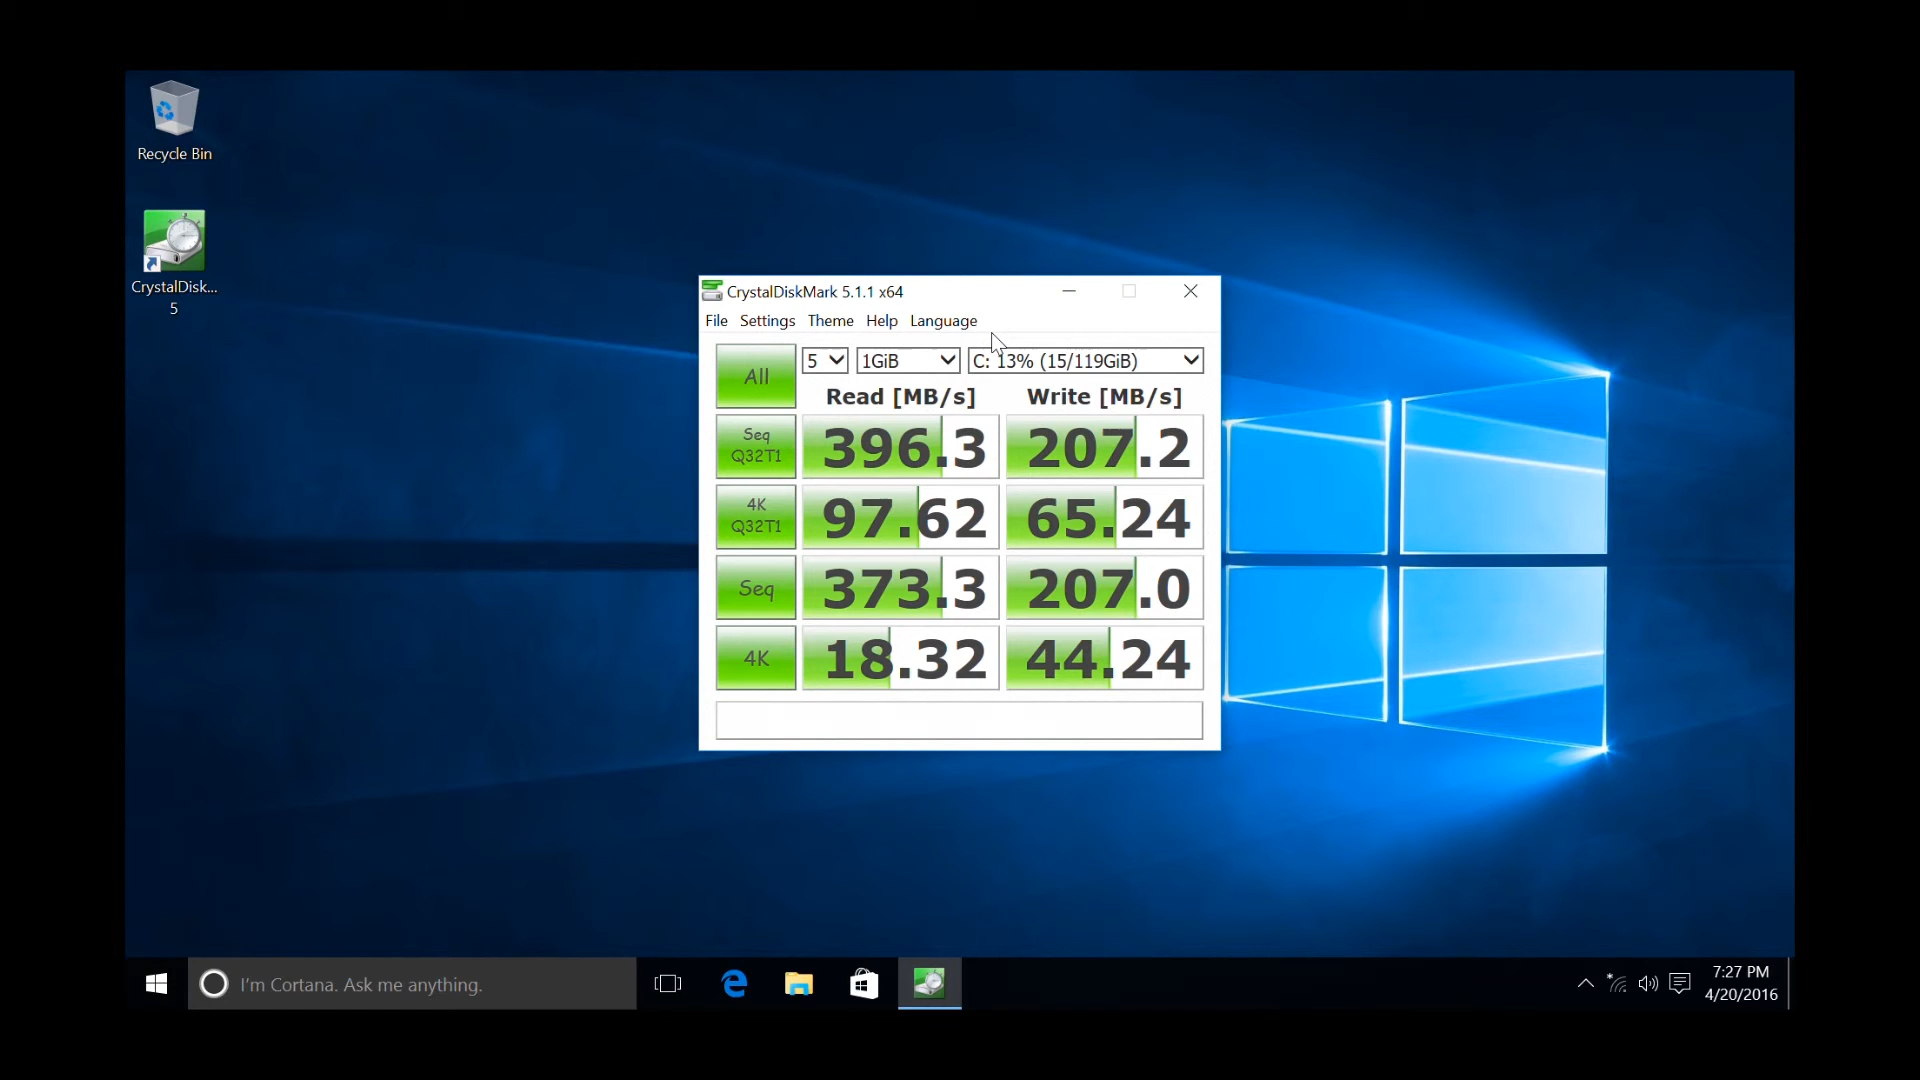 Recycle Bin
CrystalDisk...
5
CrystalDiskMark 5.1.1 x64
File Settings Theme Help Language
All 5 1GiB C: 13% (15/119GiB)
Read [MB/s] Write [MB/s]
Seq
Q32T1 396.3 207.2
4K
Q32T1 97.62 65.24
Seq 373.3 207.0
4K 18.32 44.24
I'm Cortana. Ask me anything.
7:27 PM
4/20/2016